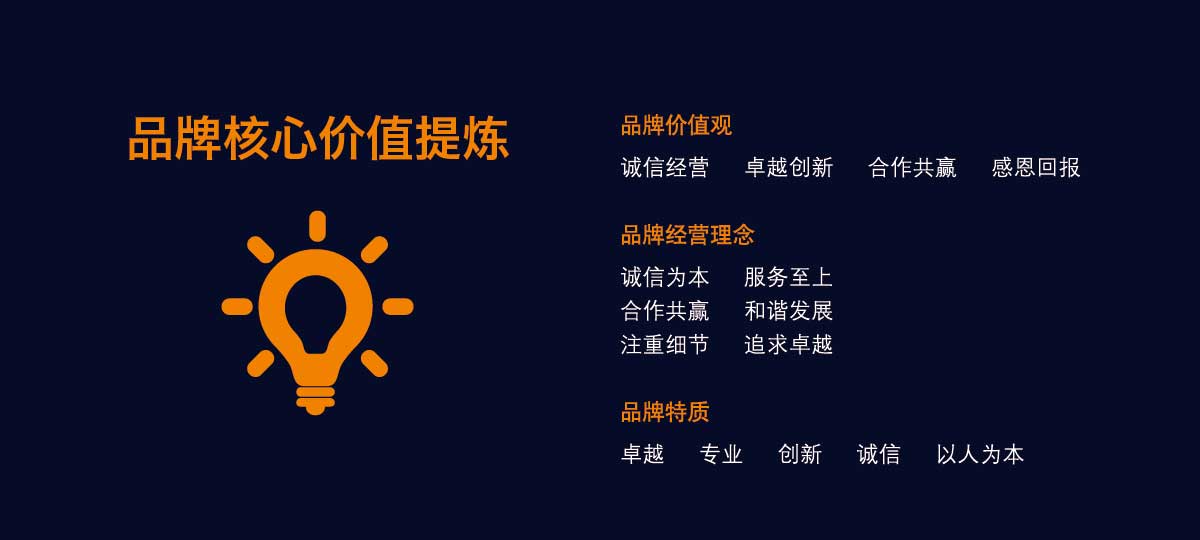 品牌核心价值提炼
品牌价值观
诚信经营 卓越创新 合作共赢 感恩回报
品牌经营理念
诚信为本 服务至上
合作共赢 和谐发展
注重细节 追求卓越
品牌特质
卓越 专业 创新 诚信 以人为本